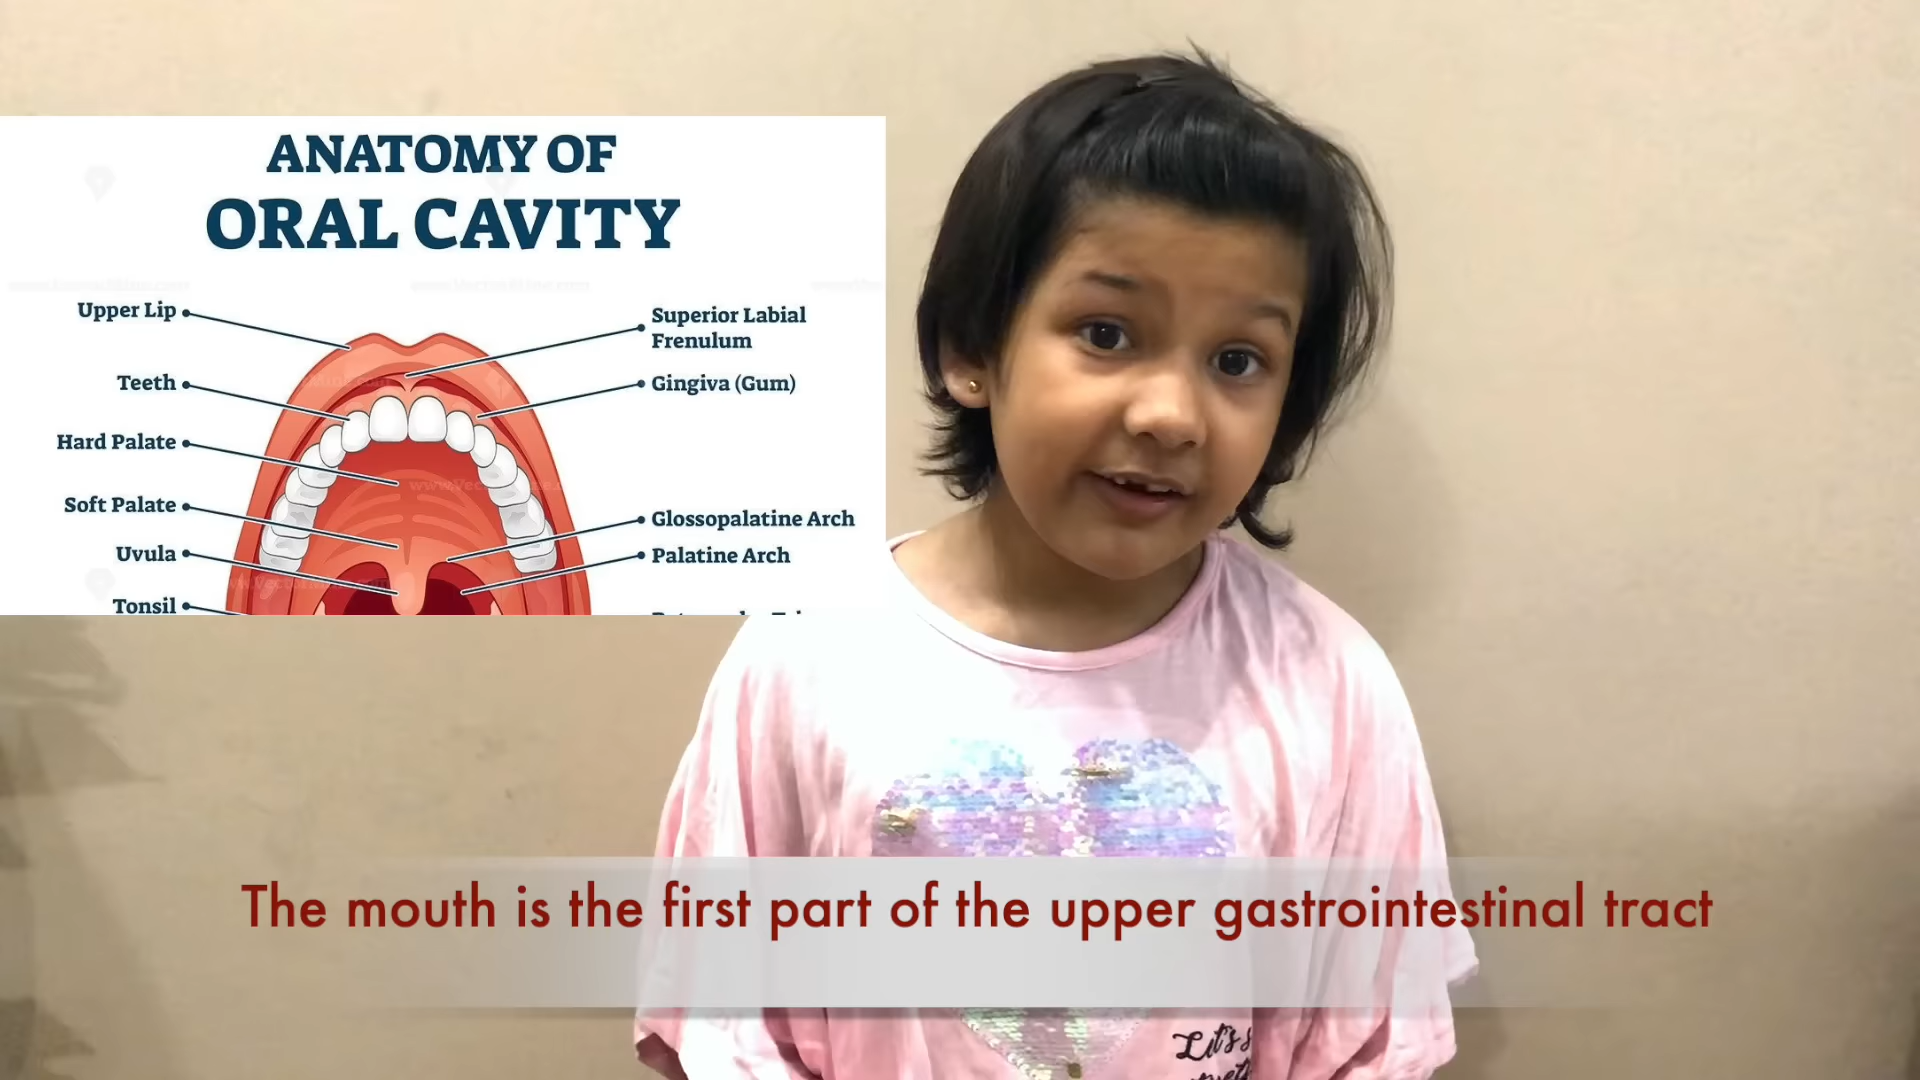 ANATOMY OF
ORAL CAVITY
Upper Lip
Superior Labial
Frenulum
Teeth
Gingiva (Gum)
Hard Palate
Soft Palate
Glossopalatine Arch
Uvula
Palatine Arch
Tonsil
The mouth is the first part of the upper gastrointestinal tract
Let's s